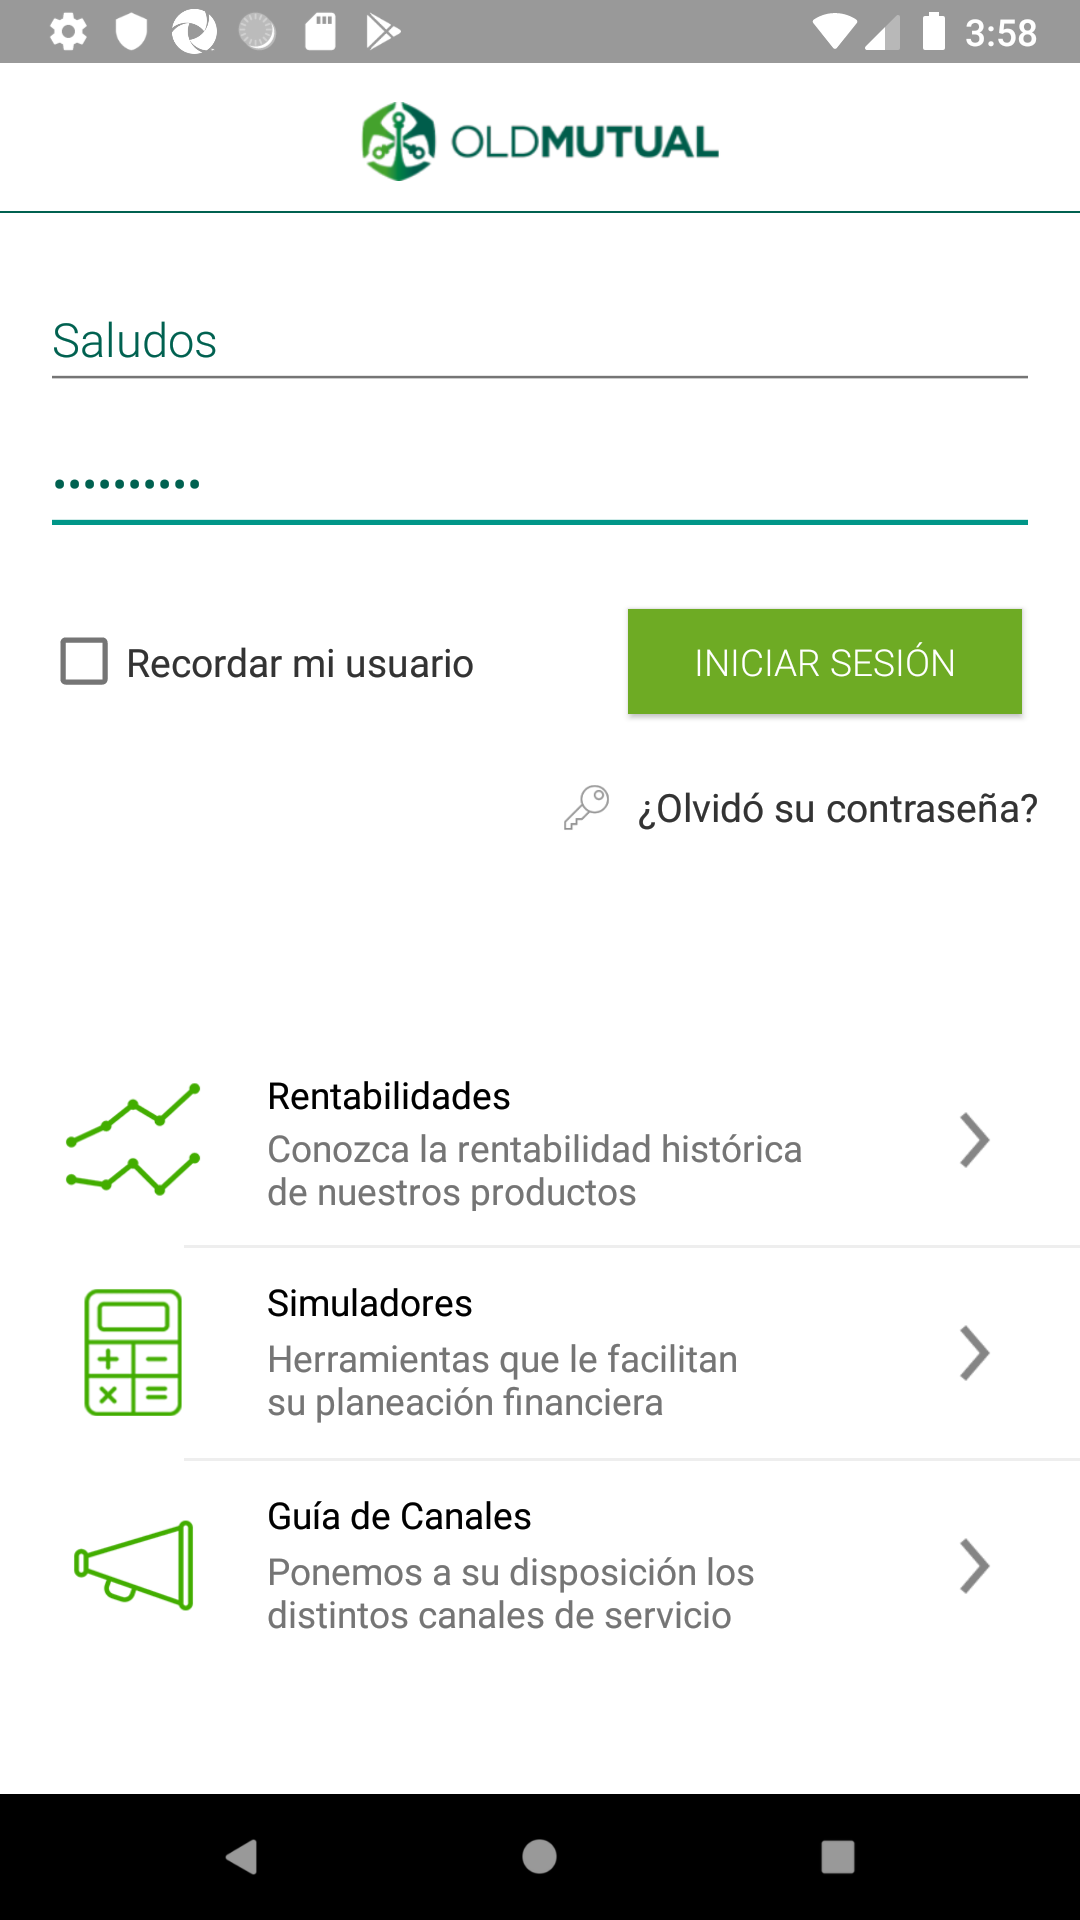 3:58
OLDMUTUAL
Saludos
••••••••••
Recordar mi usuario
INICIAR SESIÓN
¿Olvidó su contraseña?
Rentabilidades
Conozca la rentabilidad histórica
de nuestros productos
Simuladores
Herramientas que le facilitan
su planeación financiera
Guía de Canales
Ponemos a su disposición los
distintos canales de servicio